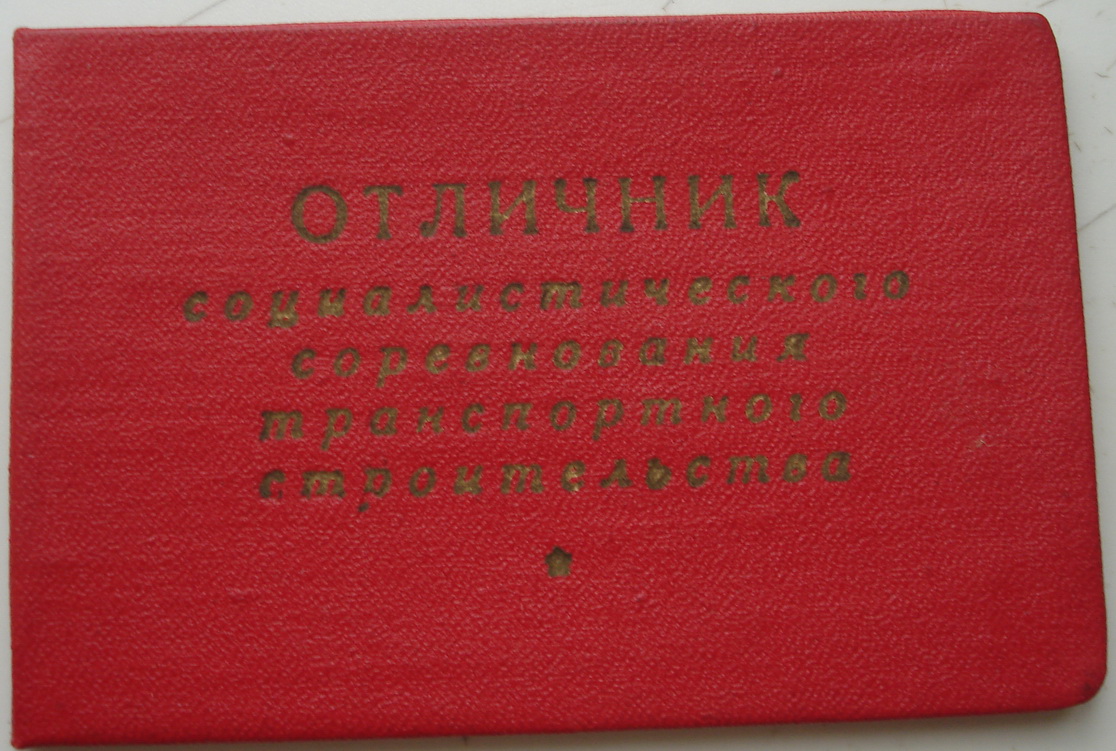 ОТЛИЧНИК
социалистического
соревнования
транспортного
строительства